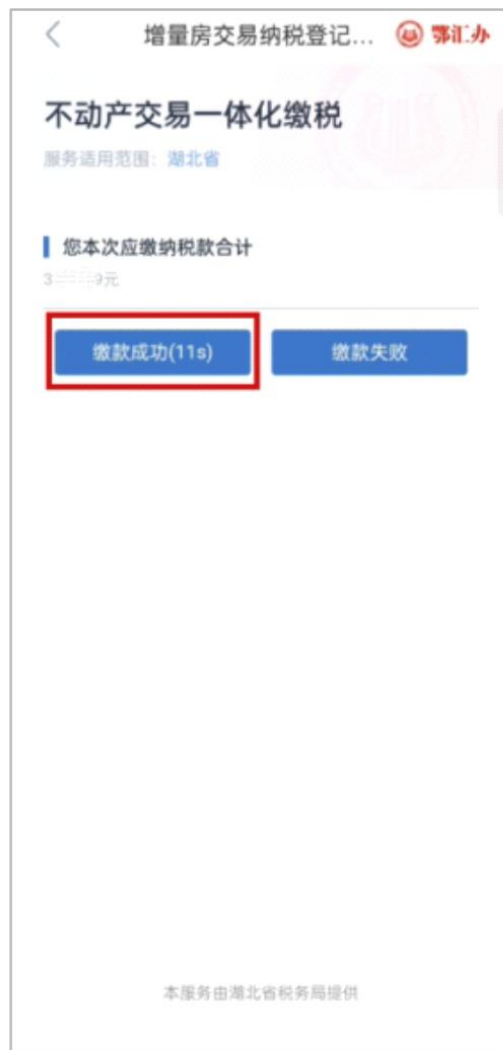 增量房交易纳税登记... 鄂汇办
不动产交易一体化缴税
服务适用范围：湖北省
您本次应缴纳税款合计
3 9元
缴款成功(11s) 缴款失败
本服务由湖北省税务局提供